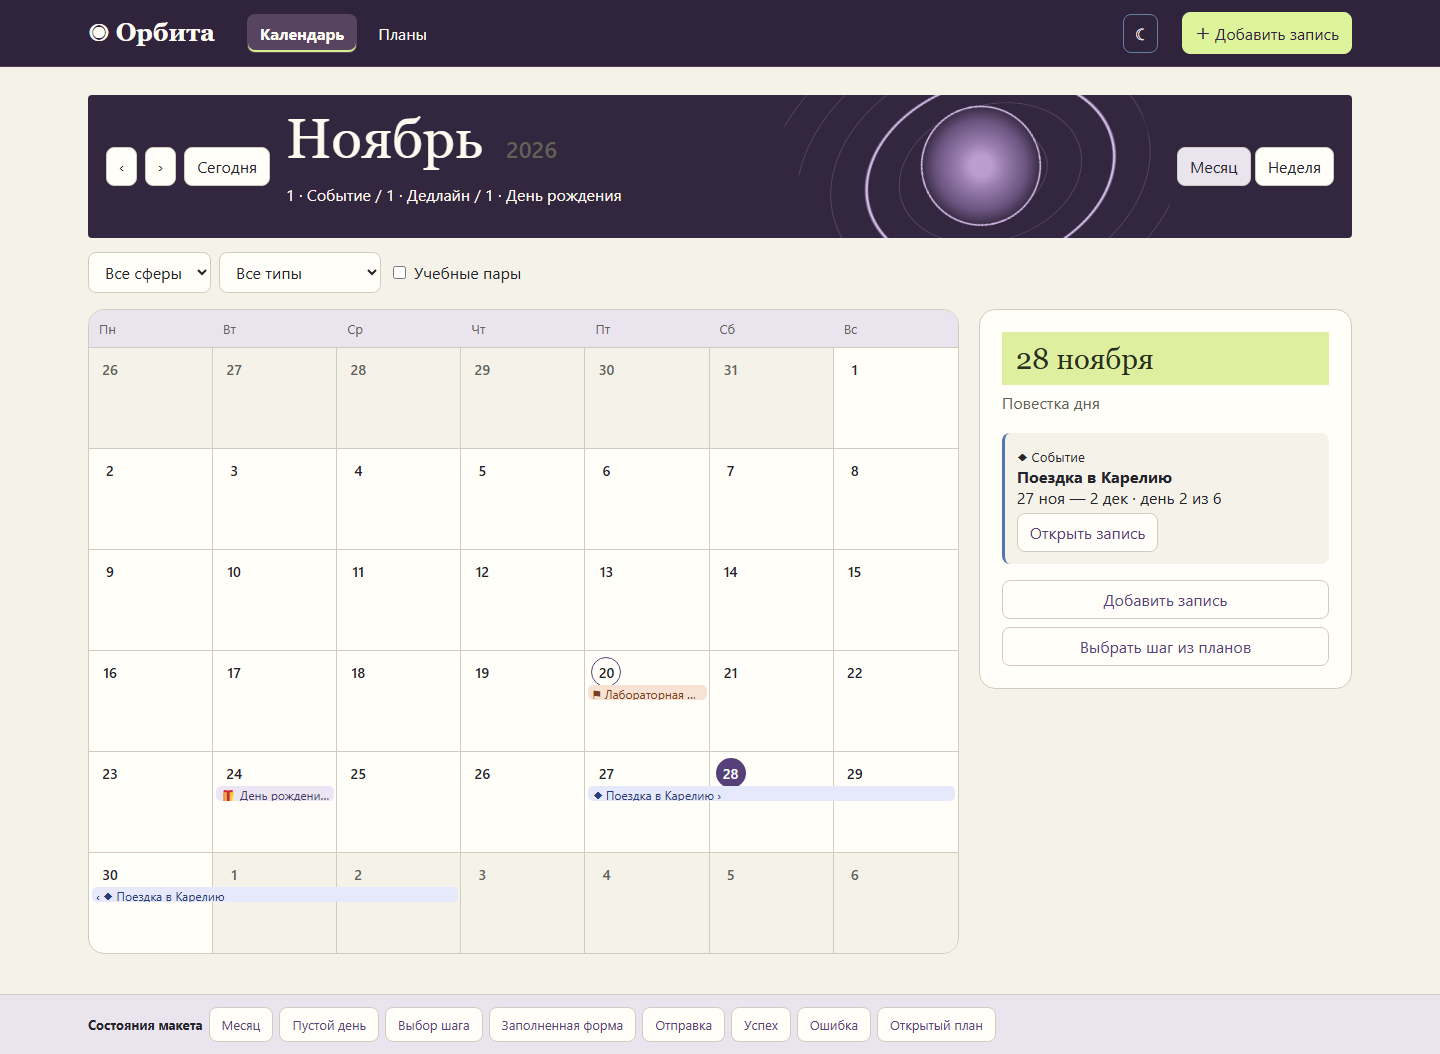 ◉ Орбита Календарь Планы ☾ + Добавить запись
‹ › Сегодня Ноябрь 2026 Месяц Неделя
1 · Событие / 1 · Дедлайн / 1 · День рождения
Все сферы Все типы Учебные пары
Пн Вт Ср Чт Пт Сб Вс
26 27 28 29 30 31 1
2 3 4 5 6 7 8
9 10 11 12 13 14 15
16 17 18 19 20 21 22
⚑ Лабораторная ...
23 24 25 26 27 28 29
🎁 День рождени... ◆ Поездка в Карелию ›
30 1 2 3 4 5 6
‹ ◆ Поездка в Карелию
28 ноября
Повестка дня
◆ Событие
Поездка в Карелию
27 ноя — 2 дек · день 2 из 6
Открыть запись
Добавить запись
Выбрать шаг из планов
Состояния макета Месяц Пустой день Выбор шага Заполненная форма Отправка Успех Ошибка Открытый план